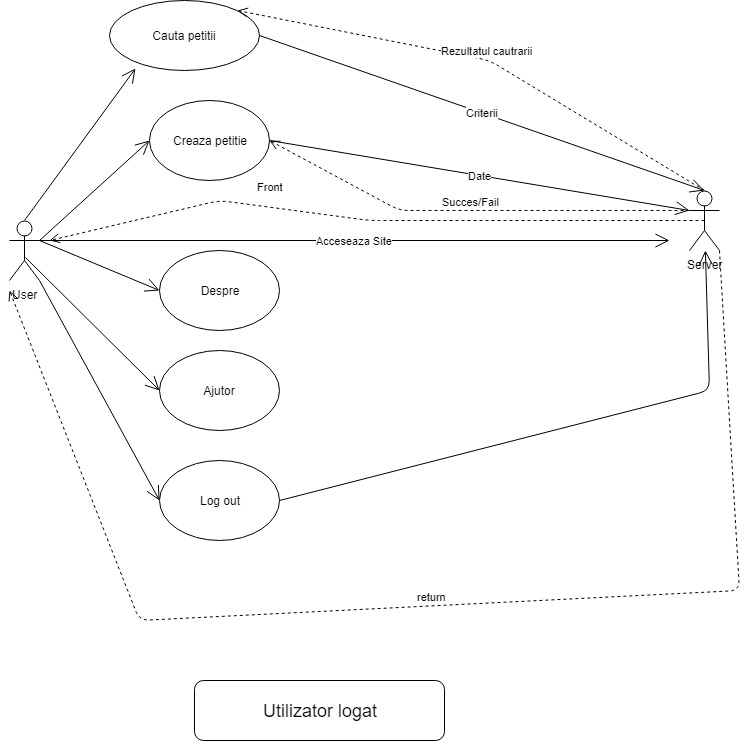 Cauta petitii
Rezultatul cautrarii
Criterii
Creaza petitie
Date
Front
Succes/Fail
Acceseaza Site
Server
User
Despre
Ajutor
Log out
return
Utilizator logat